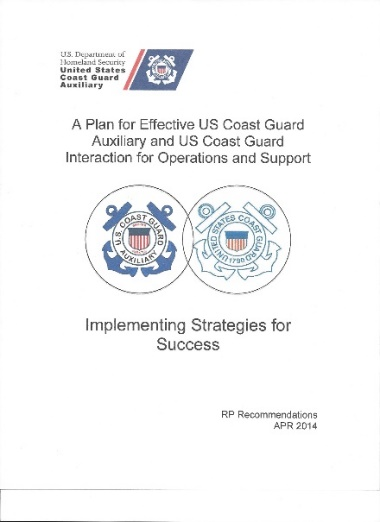 U.S. Department of
Homeland Security
United States
Coast Guard
Auxiliary
A Plan for Effective US Coast Guard
Auxiliary and US Coast Guard
Interaction for Operations and Support
U.S. COAST GUARD
AUXILIARY
UNITED STATES COAST GUARD
1790
Implementing Strategies for
Success
RP Recommendations
APR 2014